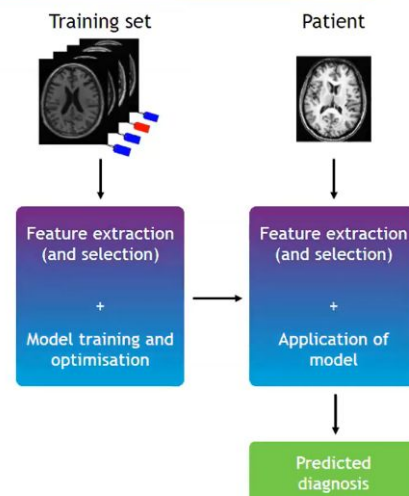 Training set
Patient
Feature extraction
(and selection)
+
Model training and
optimisation
Feature extraction
(and selection)
+
Application of
model
Predicted
diagnosis